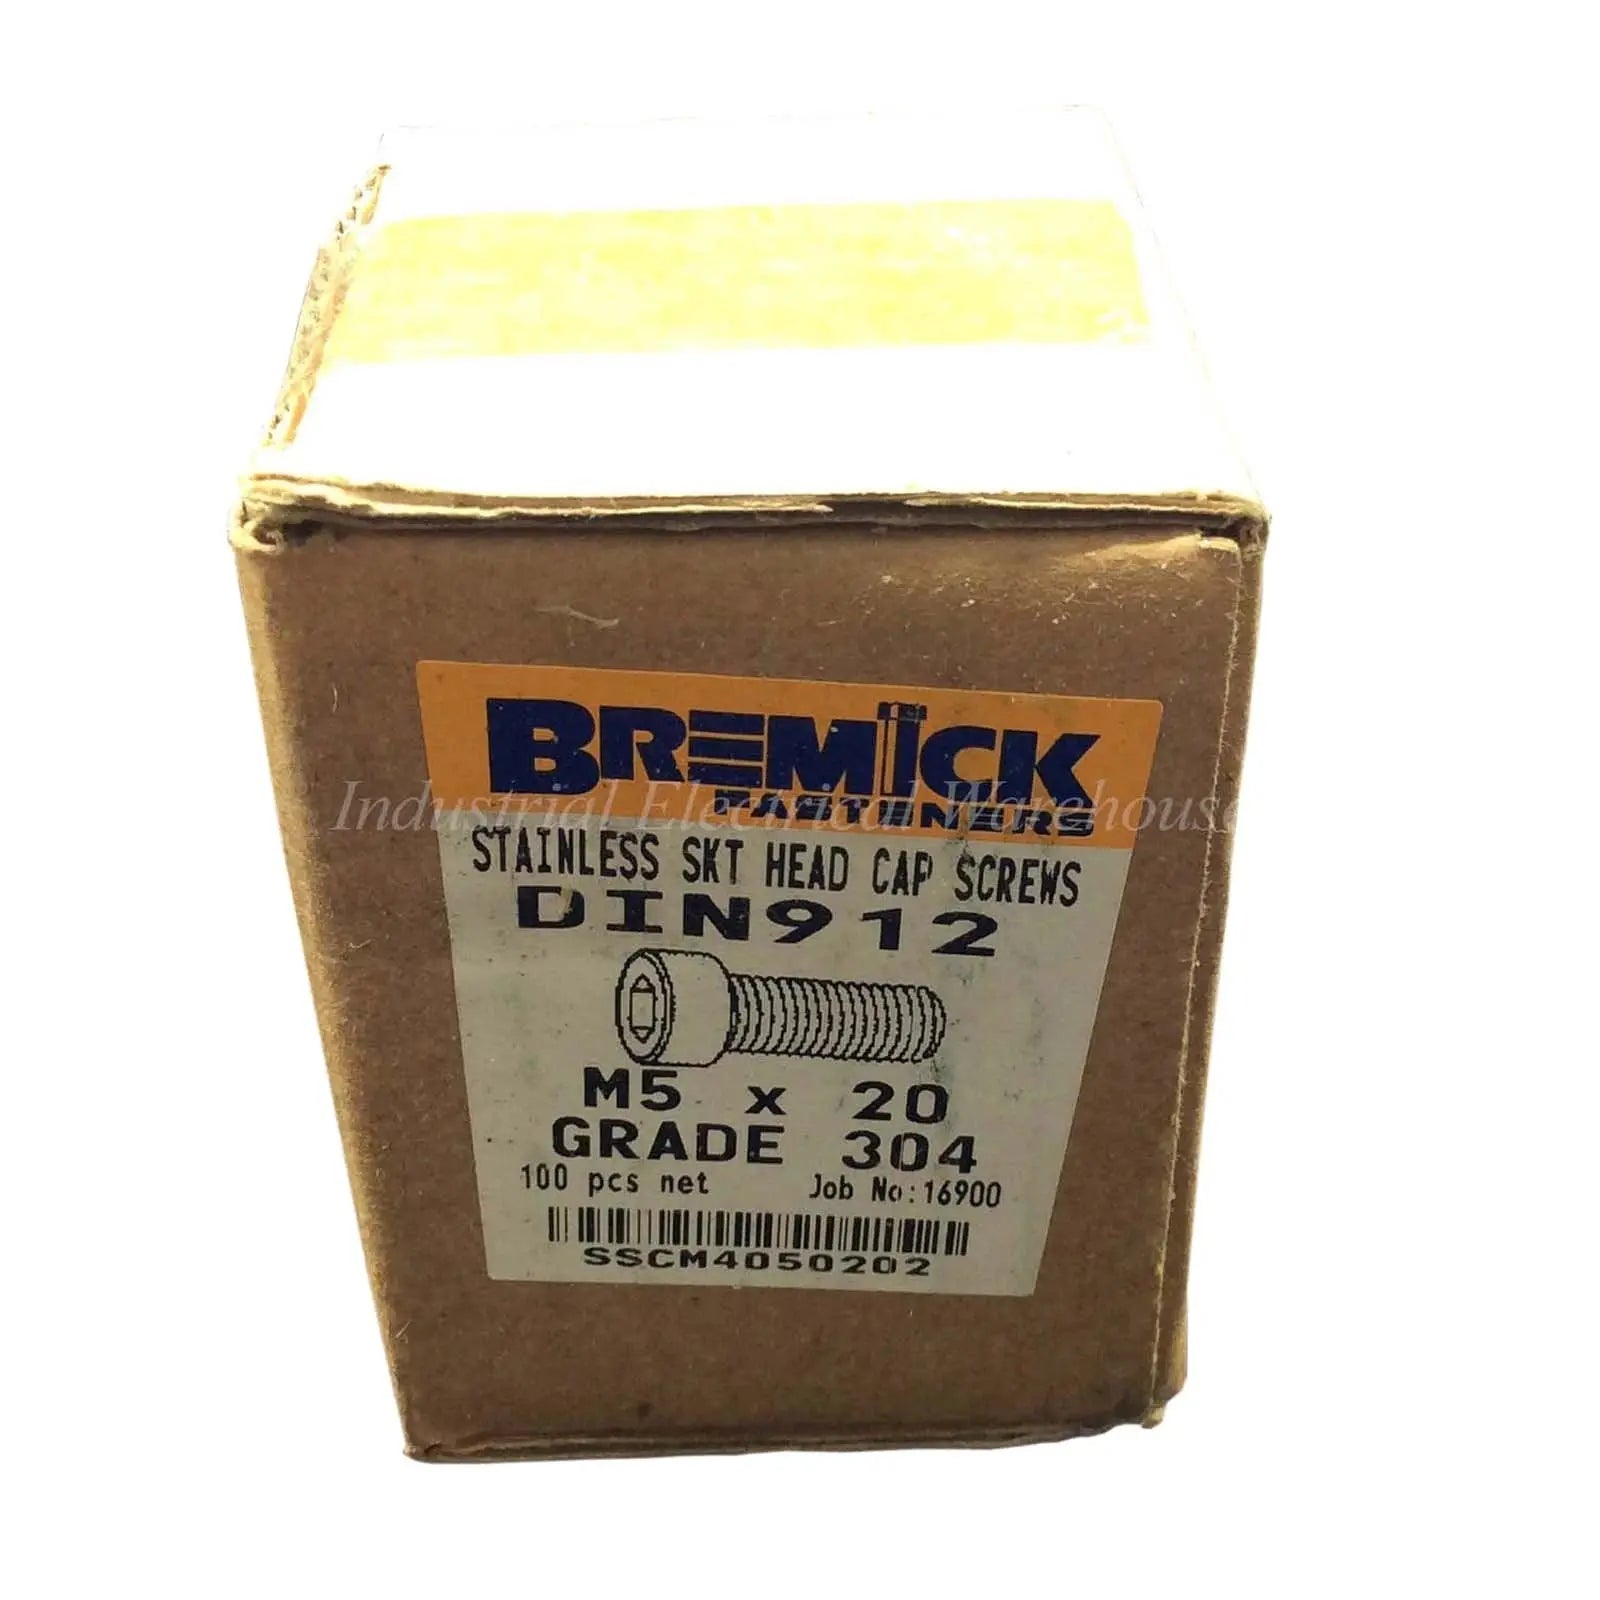 BREMICK
FASTENERS
Industrial Electrical Warehouse
STAINLESS SKT HEAD CAP SCREWS
DIN912
M5 x 20
GRADE 304
100 pcs net Job No:16900
SSCM4050202